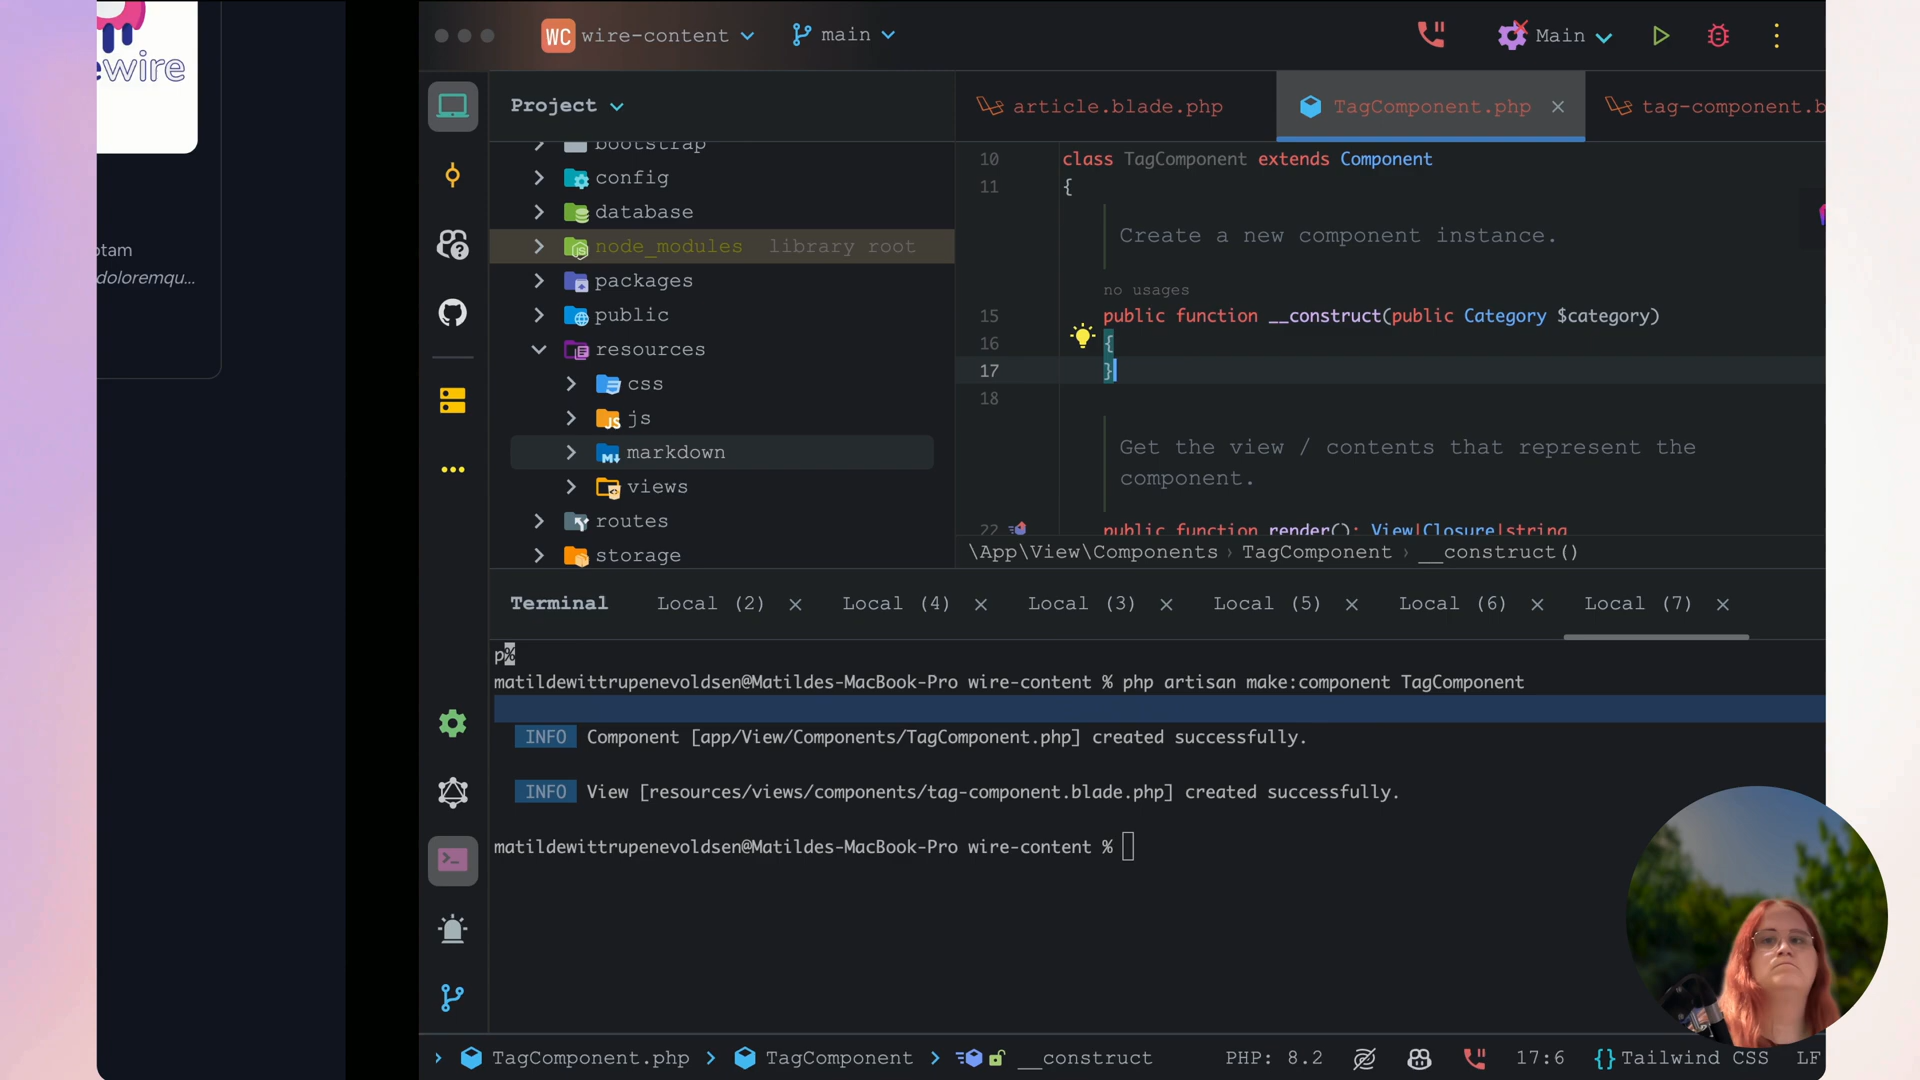 ewire
otam
doloremqu...
WC wire-content
main
Main
Project
article.blade.php
TagComponent.php
tag-component.b
bootstrap
config
database
node_modules library root
packages
public
resources
css
js
markdown
views
routes
storage
10 class TagComponent extends Component
11 {
Create a new component instance.
no usages
15 public function __construct(public Category $category)
16 {
17 }
18
Get the view / contents that represent the
component.
22 public function render(): View|Closure|string
\App\View\Components › TagComponent › __construct()
Terminal Local (2) Local (4) Local (3) Local (5) Local (6) Local (7)
p%
matildewittrupenevoldsen@Matildes-MacBook-Pro wire-content % php artisan make:component TagComponent
INFO Component [app/View/Components/TagComponent.php] created successfully.
INFO View [resources/views/components/tag-component.blade.php] created successfully.
matildewittrupenevoldsen@Matildes-MacBook-Pro wire-content %
TagComponent.php TagComponent __construct PHP: 8.2 17:6 {} Tailwind CSS LF